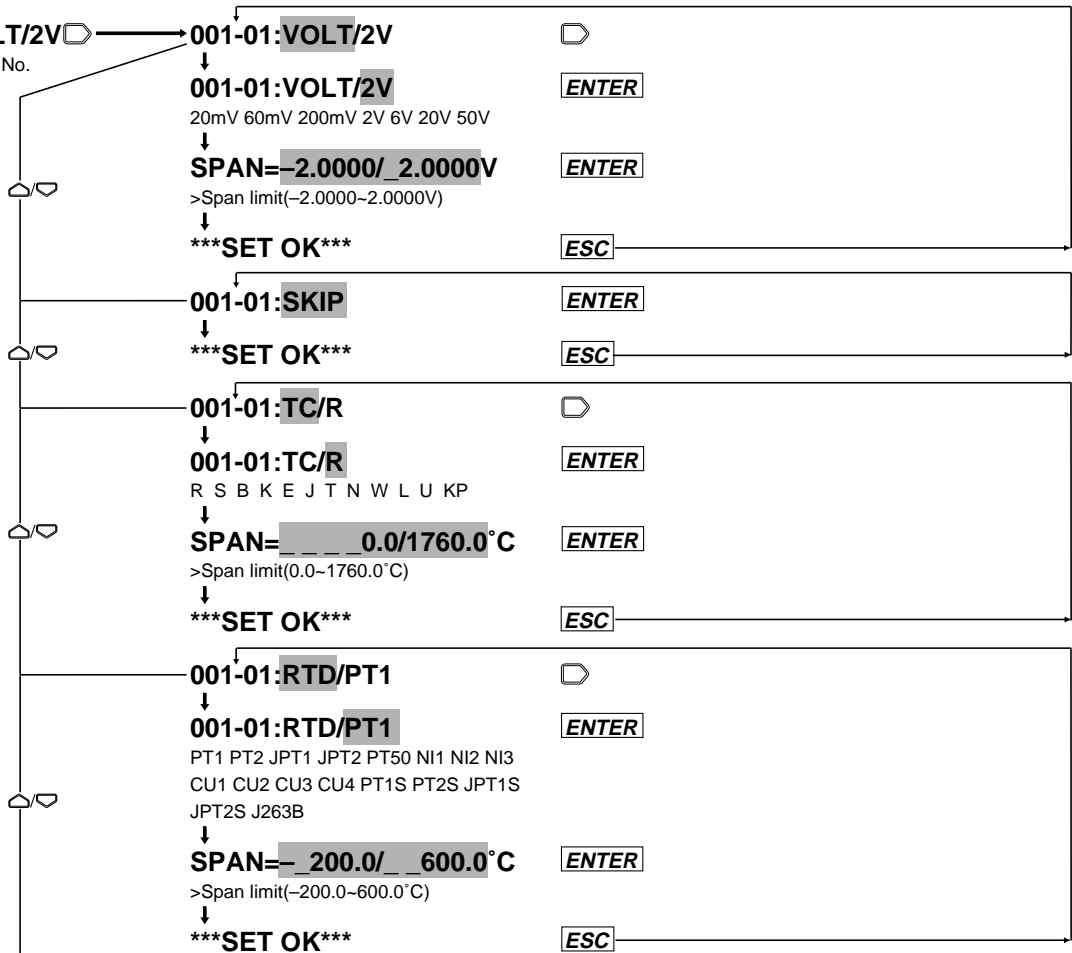 LT/2V 001-01:VOLT/2V
No.
001-01:VOLT/2V ENTER
20mV 60mV 200mV 2V 6V 20V 50V
SPAN=–2.0000/_2.0000V ENTER
>Span limit(–2.0000~2.0000V)
/
***SET OK*** ESC
001-01:SKIP ENTER
/
***SET OK*** ESC
001-01:TC/R
001-01:TC/R ENTER
R S B K E J T N W L U KP
/
SPAN=_ _ _ _0.0/1760.0˚C ENTER
>Span limit(0.0~1760.0˚C)
***SET OK*** ESC
001-01:RTD/PT1
001-01:RTD/PT1 ENTER
PT1 PT2 JPT1 JPT2 PT50 NI1 NI2 NI3
CU1 CU2 CU3 CU4 PT1S PT2S JPT1S
/
JPT2S J263B
SPAN=–_200.0/_ _600.0˚C ENTER
>Span limit(–200.0~600.0˚C)
***SET OK*** ESC